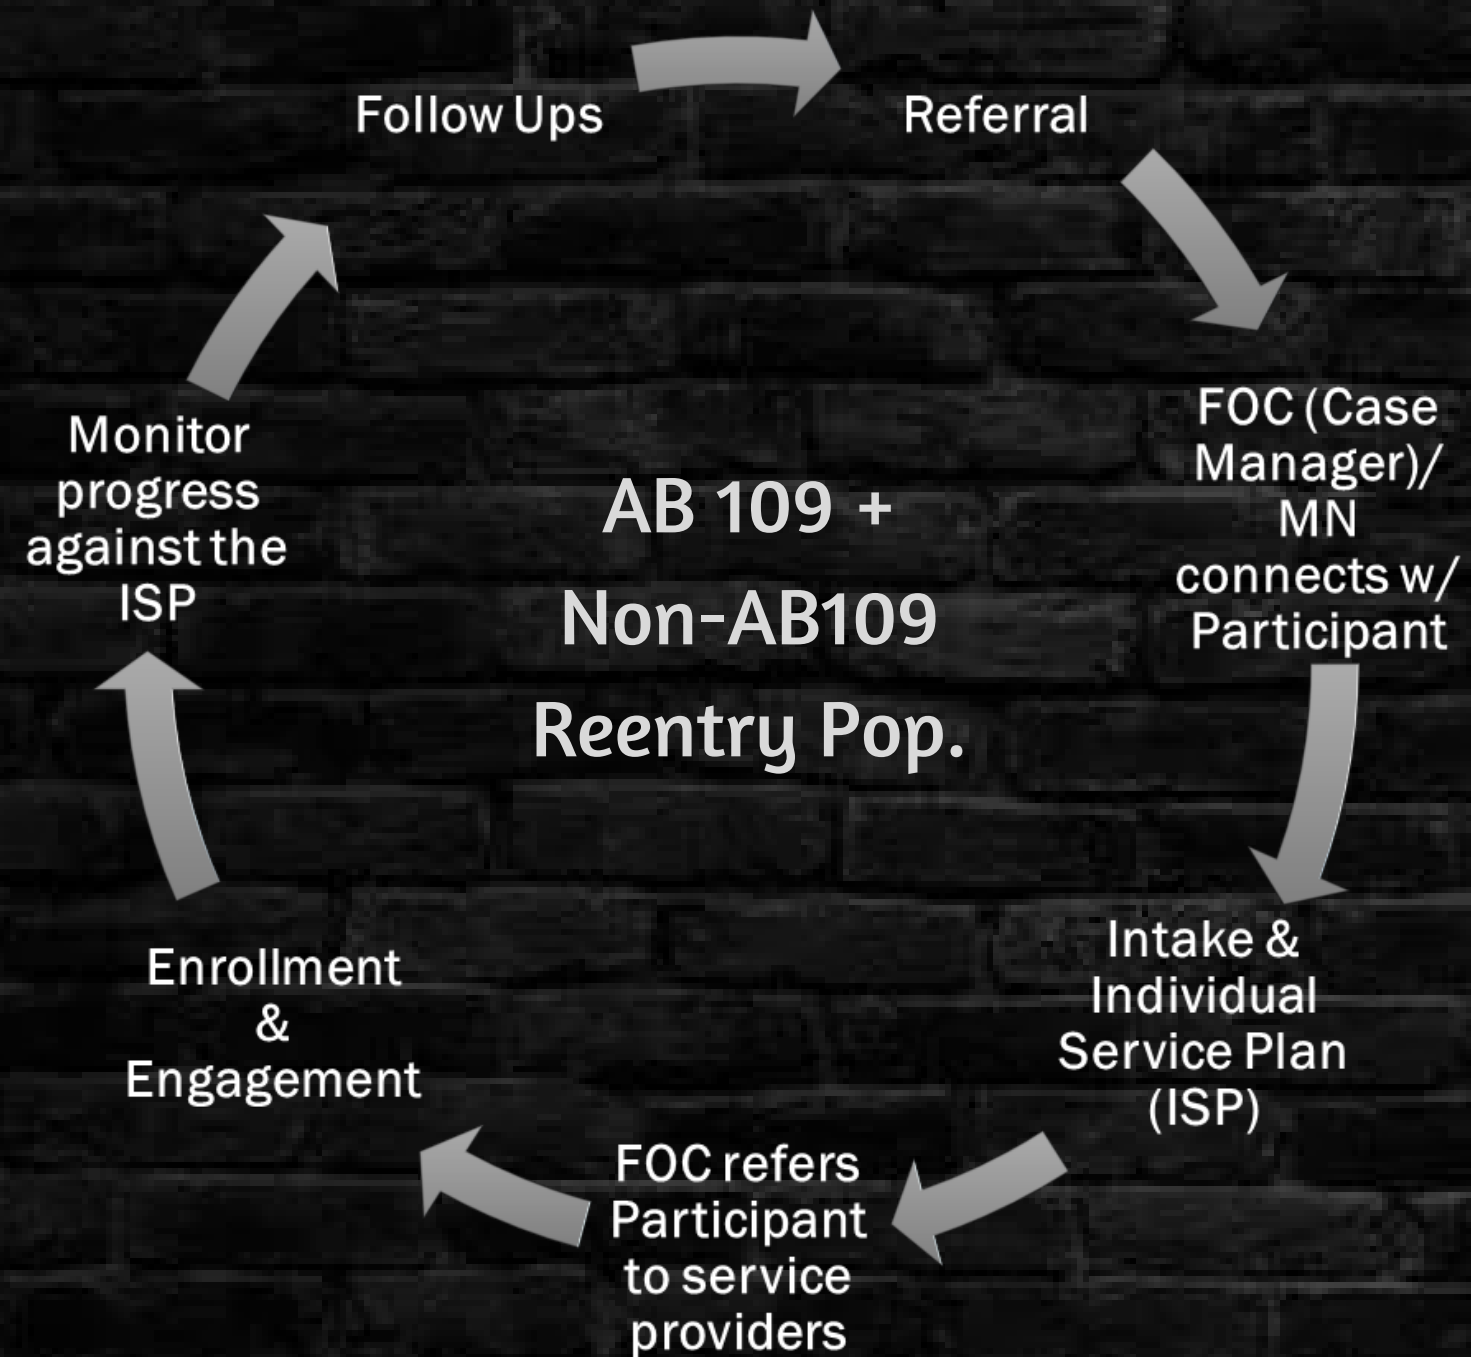 Follow Ups
Referral
FOC (Case
Manager)/
MN
connects w/
Participant
Intake &
Individual
Service Plan
(ISP)
FOC refers
Participant
to service
providers
Enrollment
&
Engagement
Monitor
progress
against the
ISP
AB 109 +
Non-AB109
Reentry Pop.